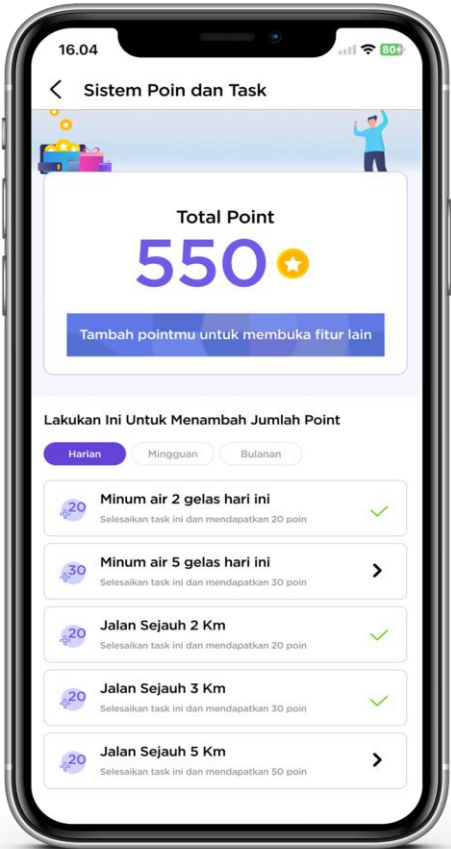 16.04
80
Sistem Poin dan Task
Total Point
550
Tambah pointmu untuk membuka fitur lain
Lakukan Ini Untuk Menambah Jumlah Point
Harian
Mingguan
Bulanan
+20
Minum air 2 gelas hari ini
Selesaikan task ini dan mendapatkan 20 poin
+30
Minum air 5 gelas hari ini
Selesaikan task ini dan mendapatkan 30 poin
+20
Jalan Sejauh 2 Km
Selesaikan task ini dan mendapatkan 20 poin
+20
Jalan Sejauh 3 Km
Selesaikan task ini dan mendapatkan 30 poin
+20
Jalan Sejauh 5 Km
Selesaikan task ini dan mendapatkan 50 poin